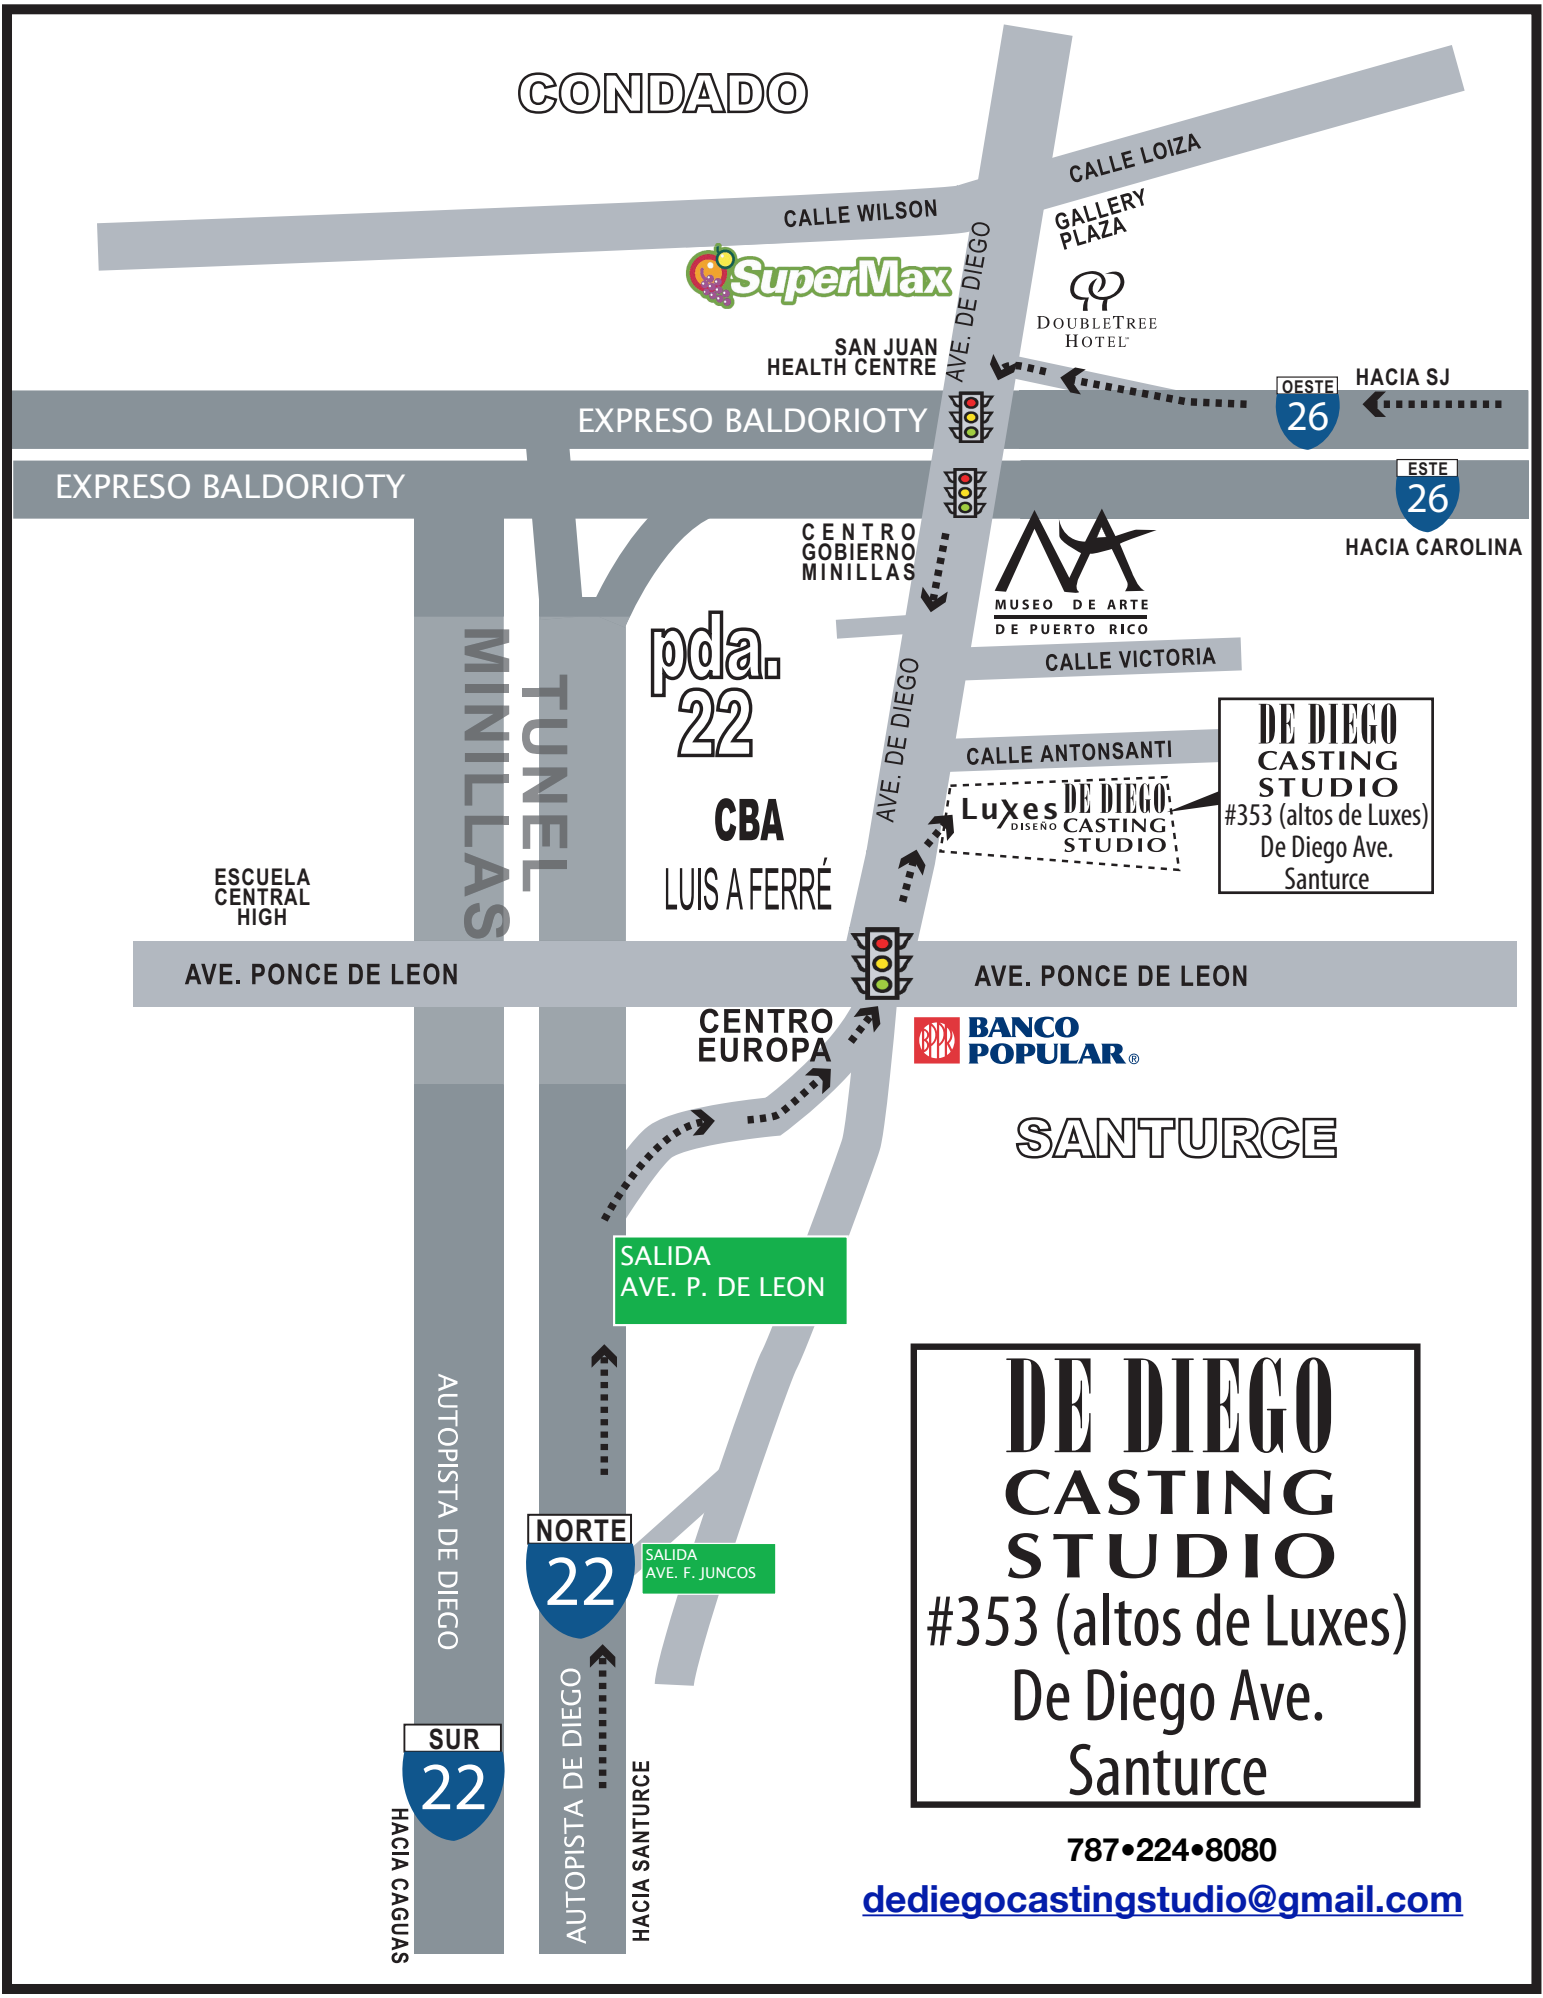 CONDADO
CALLE LOIZA
CALLE WILSON
GALLERY
PLAZA
SuperMax
AVE. DE DIEGO
DOUBLETREE
HOTEL
SAN JUAN
HEALTH CENTRE
OESTE
26
HACIA SJ
EXPRESO BALDORIOTY
EXPRESO BALDORIOTY
ESTE
26
HACIA CAROLINA
CENTRO
GOBIERNO
MINILLAS
MUSEO DE ARTE
DE PUERTO RICO
pda.
22
CALLE VICTORIA
AVE. DE DIEGO
CALLE ANTONSANTI
TUNEL
MINILLAS
LuXes
DISEÑO
DE DIEGO
CASTING
STUDIO
DE DIEGO
CASTING
STUDIO
#353 (altos de Luxes)
De Diego Ave.
Santurce
CBA
LUIS A FERRÉ
ESCUELA
CENTRAL
HIGH
AVE. PONCE DE LEON
AVE. PONCE DE LEON
CENTRO
EUROPA
BPPR
BANCO
POPULAR®
SANTURCE
SALIDA
AVE. P. DE LEON
AUTOPISTA DE DIEGO
NORTE
22
SALIDA
AVE. F. JUNCOS
AUTOPISTA DE DIEGO
SUR
22
HACIA CAGUAS
HACIA SANTURCE
DE DIEGO
CASTING
STUDIO
#353 (altos de Luxes)
De Diego Ave.
Santurce
787•224•8080
dediegocastingstudio@gmail.com